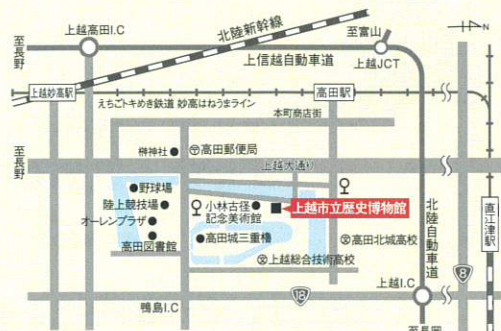 至長野
上越高田I.C
北陸新幹線
至富山
上越JCT
上信越自動車道
N
上越妙高駅
えちごトキめき鉄道 妙高はねうまライン
高田駅
本町商店街
至長野
榊神社
高田郵便局
上越大通り
野球場
陸上競技場
オーレンプラザ
高田図書館
小林古径
記念美術館
上越市立歴史博物館
高田城三重櫓
高田北城高校
上越総合技術高校
北陸自動車道
直江津駅
8
鴨島I.C
18
上越I.C
至長岡